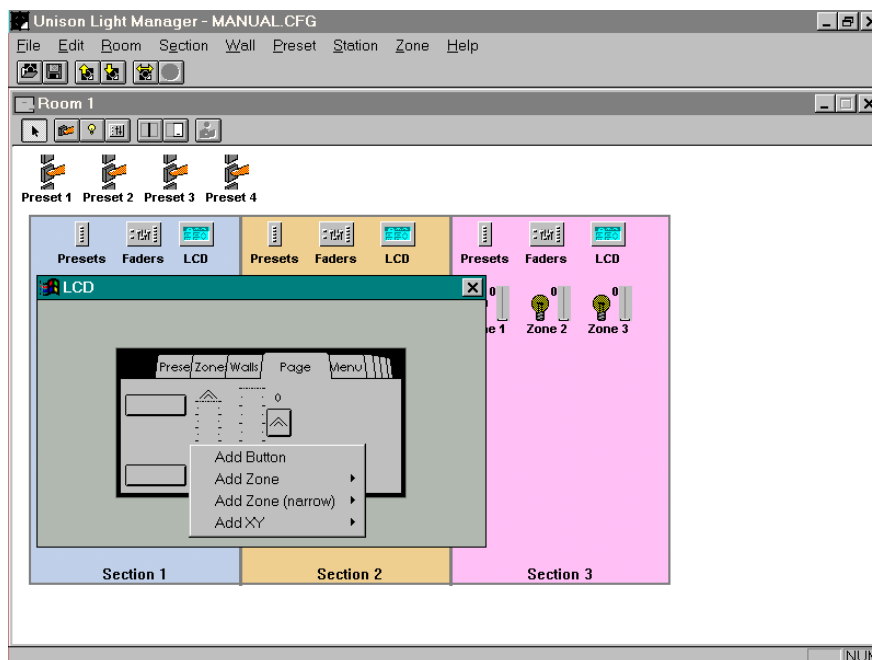 Unison Light Manager - MANUAL.CFG
File Edit Room Section Wall Preset Station Zone Help
Room 1
Preset 1 Preset 2 Preset 3 Preset 4
Presets Faders LCD Presets Faders LCD Presets Faders LCD
LCD
0 0 0
Zone 2 Zone 3
Prese Zone Walls Page Menu
0
Add Button
Add Zone
Add Zone (narrow)
Add XY
Section 1 Section 2 Section 3
NUM